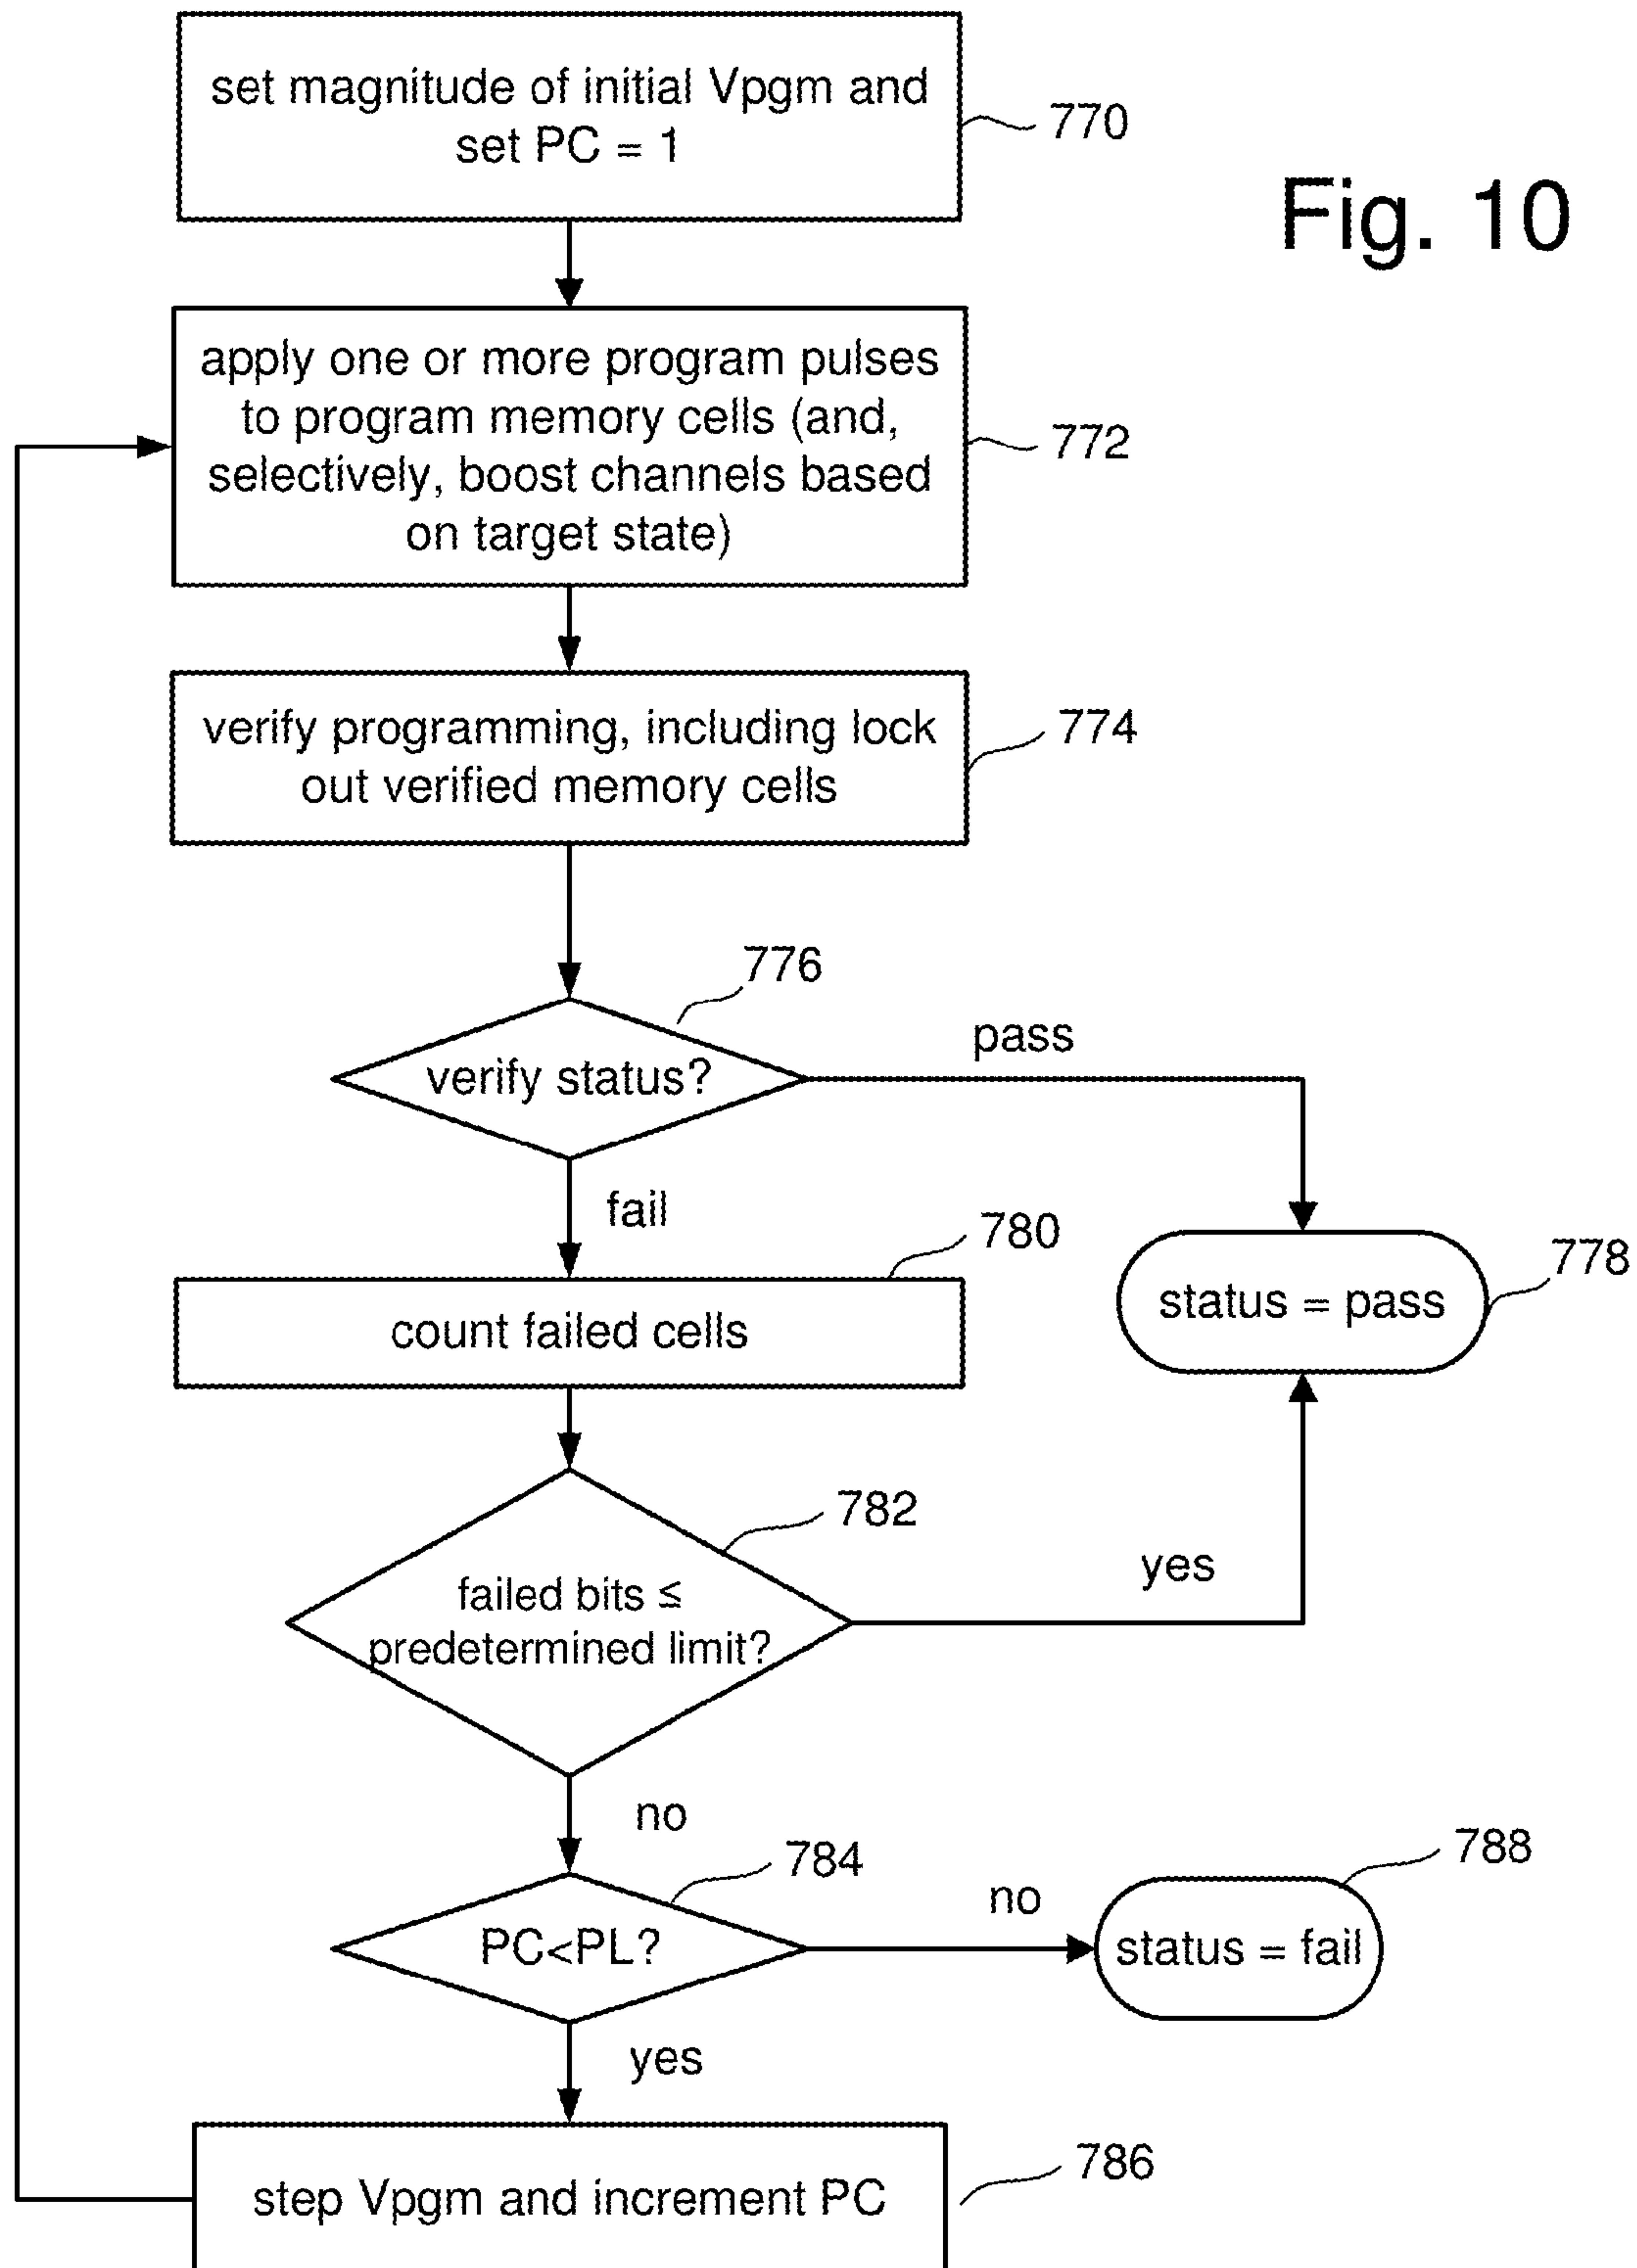 set magnitude of initial Vpgm and
set PC = 1
770
Fig. 10
apply one or more program pulses
to program memory cells (and,
selectively, boost channels based
on target state)
772
verify programming, including lock
out verified memory cells
774
776
verify status?
pass
fail
780
count failed cells
778
status = pass
782
failed bits ≤
predetermined limit?
yes
no
784
PC<PL?
no
788
status = fail
yes
step Vpgm and increment PC
786